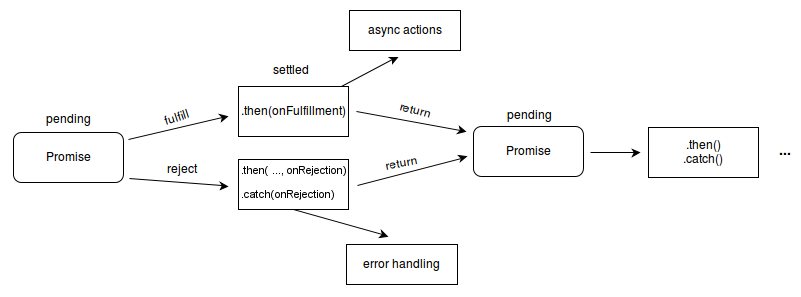 async actions
settled
.then(onFulfillment)
pending
fulfill
return
pending
Promise
Promise
.then()
.catch()
...
reject
.then( ..., onRejection)
.catch(onRejection)
return
error handling